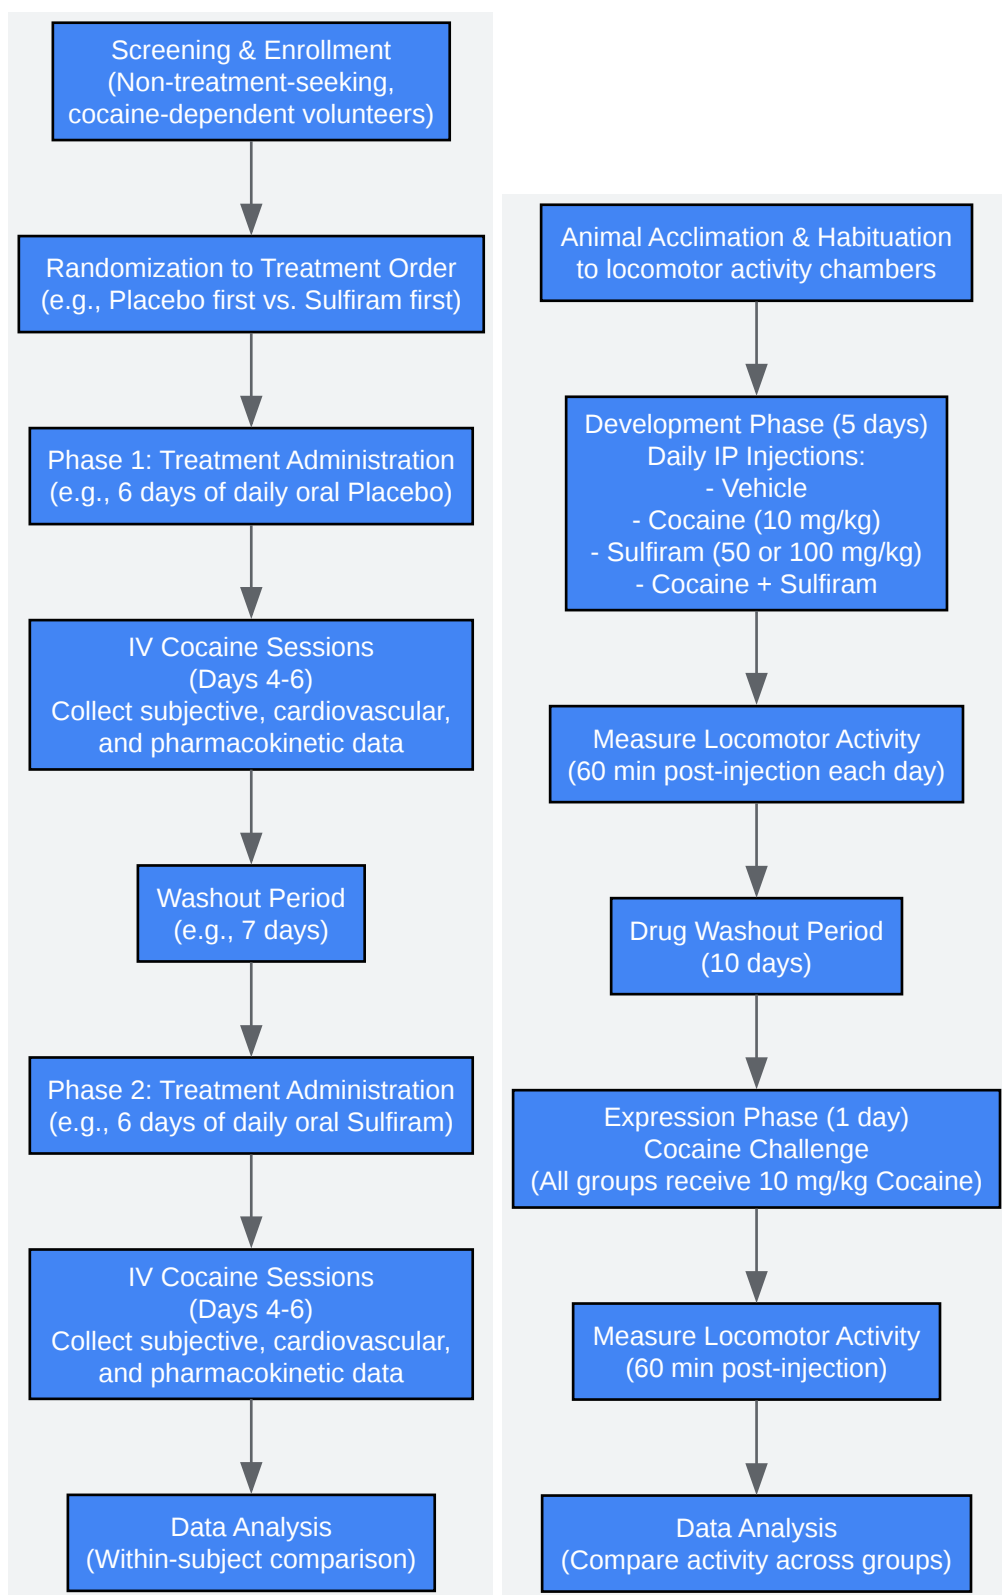 Screening & Enrollment
(Non-treatment-seeking,
cocaine-dependent volunteers)
Randomization to Treatment Order
(e.g., Placebo first vs. Sulfiram first)
Phase 1: Treatment Administration
(e.g., 6 days of daily oral Placebo)
IV Cocaine Sessions
(Days 4-6)
Collect subjective, cardiovascular,
and pharmacokinetic data
Washout Period
(e.g., 7 days)
Phase 2: Treatment Administration
(e.g., 6 days of daily oral Sulfiram)
IV Cocaine Sessions
(Days 4-6)
Collect subjective, cardiovascular,
and pharmacokinetic data
Data Analysis
(Within-subject comparison)
Animal Acclimation & Habituation
to locomotor activity chambers
Development Phase (5 days)
Daily IP Injections:
- Vehicle
- Cocaine (10 mg/kg)
- Sulfiram (50 or 100 mg/kg)
- Cocaine + Sulfiram
Measure Locomotor Activity
(60 min post-injection each day)
Drug Washout Period
(10 days)
Expression Phase (1 day)
Cocaine Challenge
(All groups receive 10 mg/kg Cocaine)
Measure Locomotor Activity
(60 min post-injection)
Data Analysis
(Compare activity across groups)